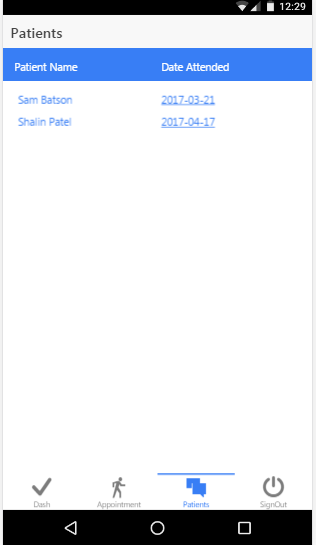 12:29
Patients
Patient Name Date Attended
Sam Batson 2017-03-21
Shalin Patel 2017-04-17
Dash Appointment Patients SignOut